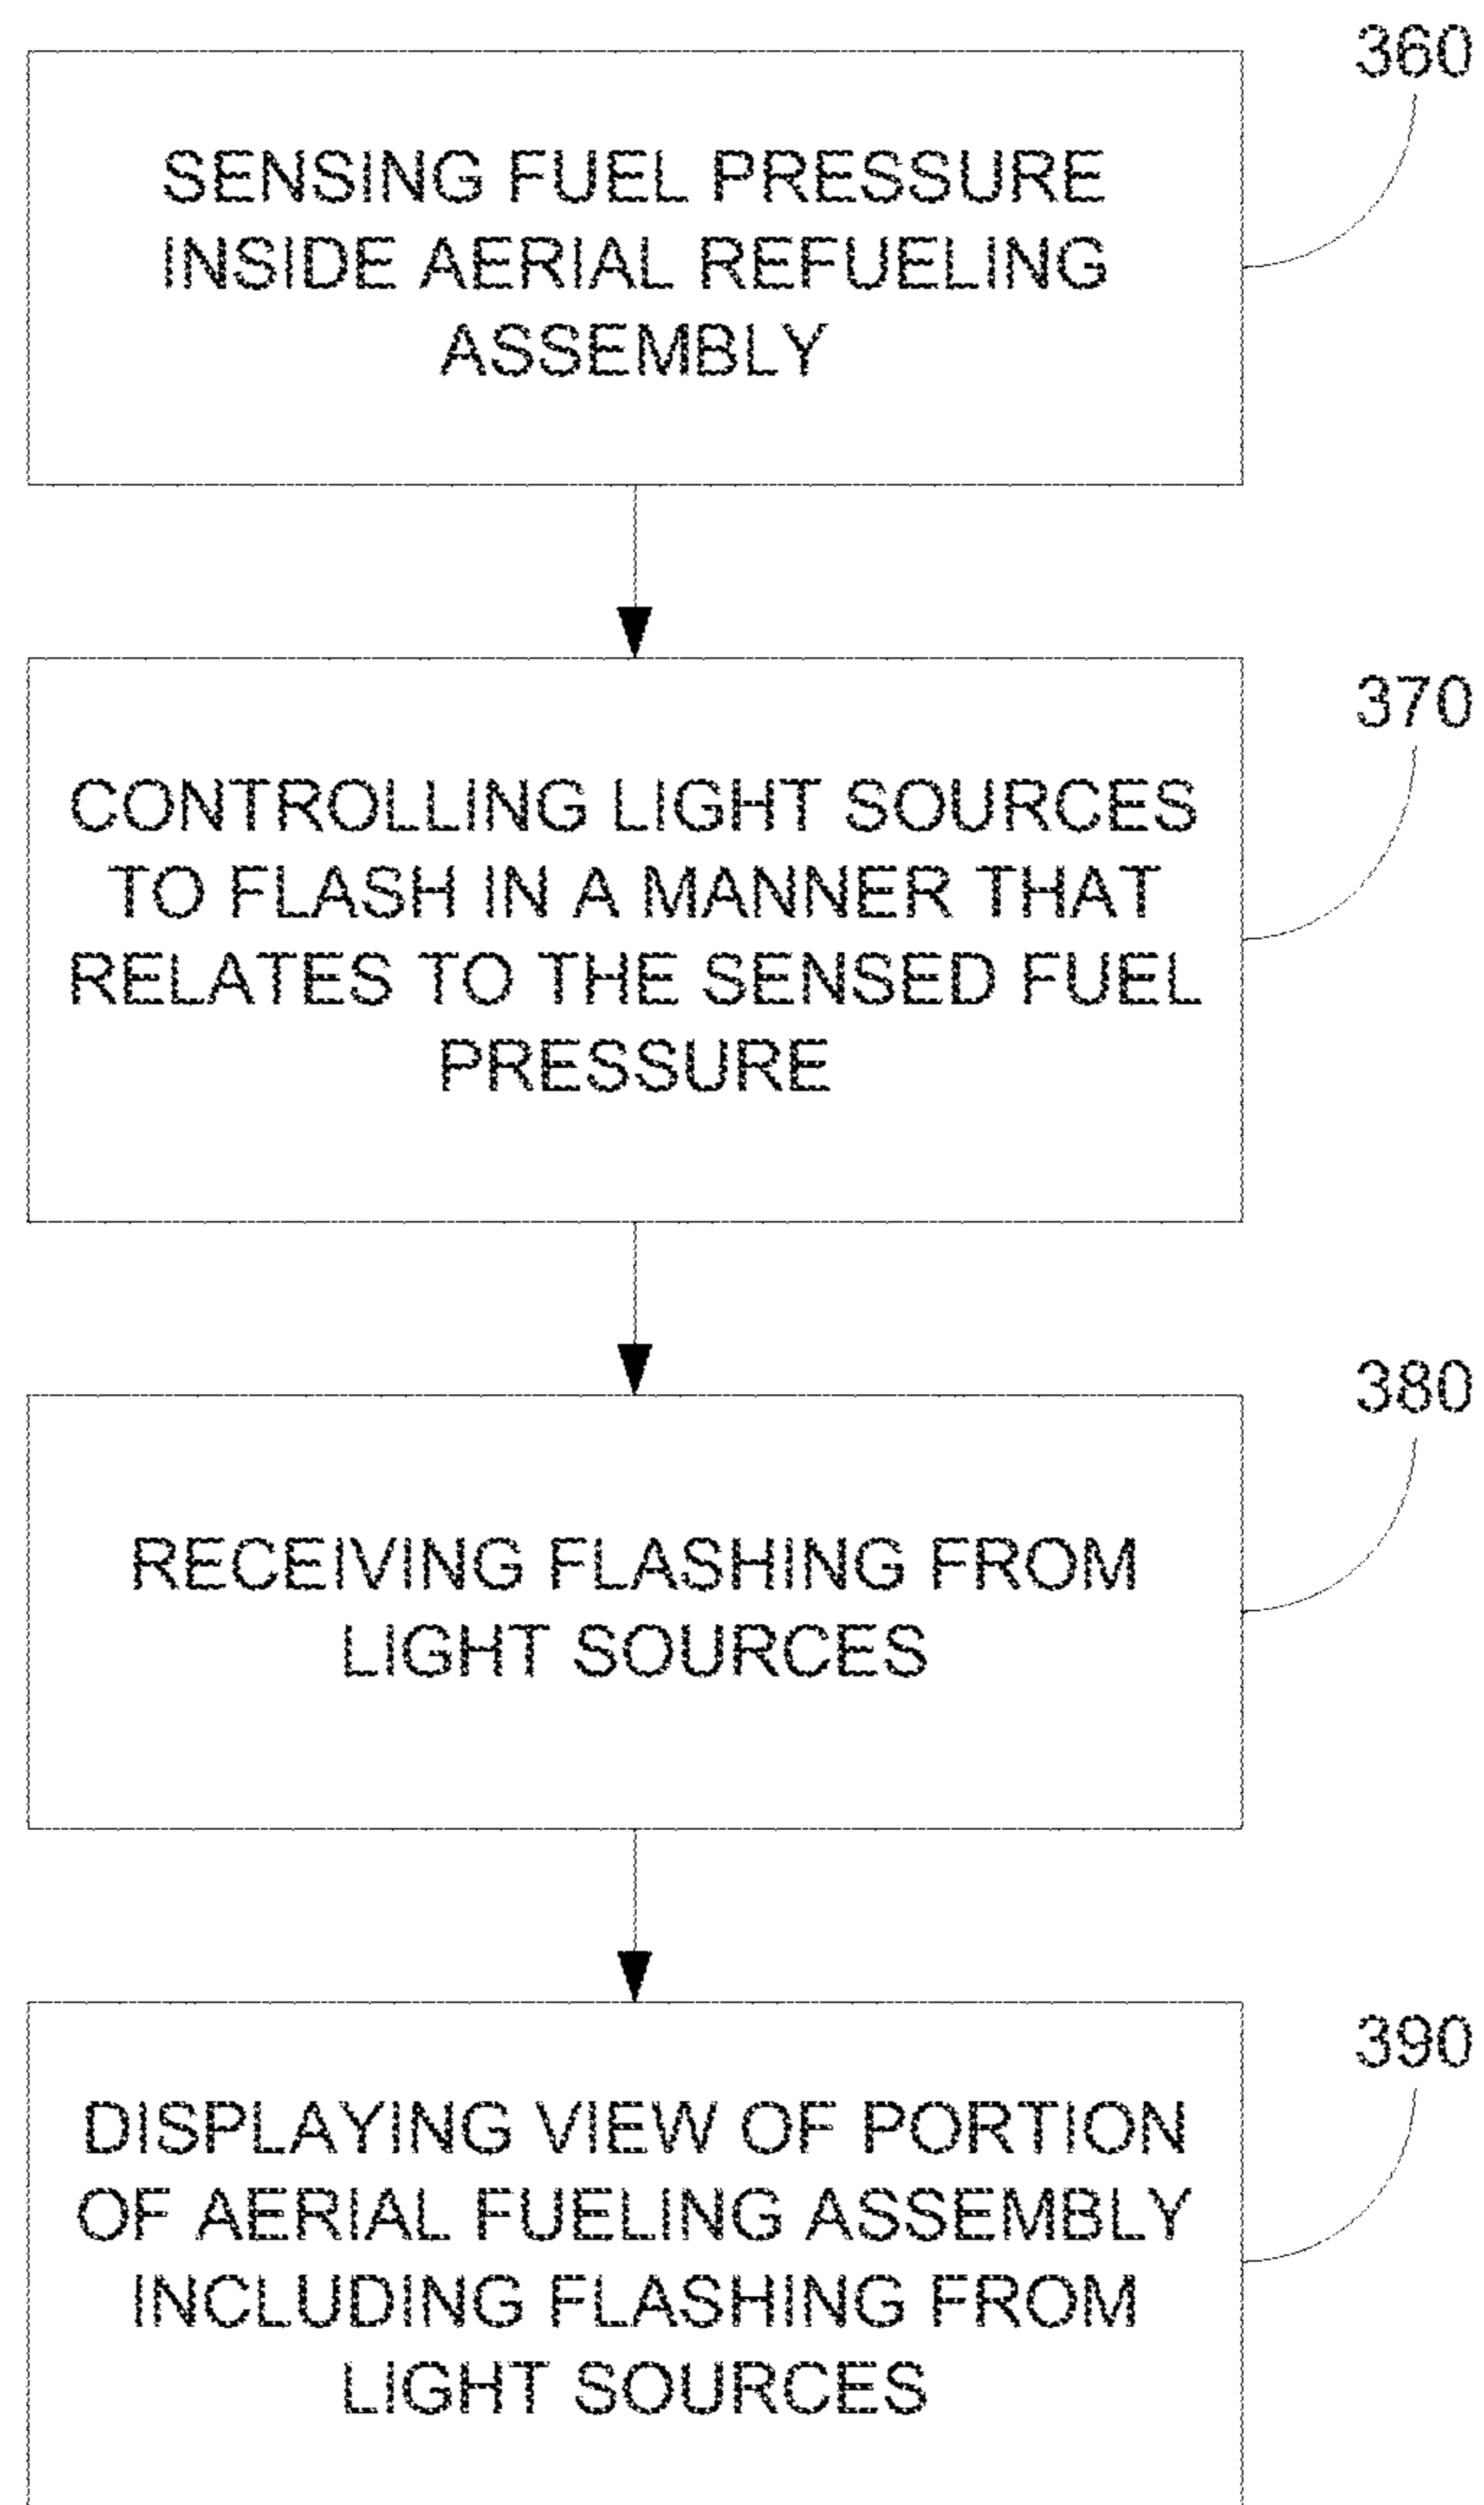 360
SENSING FUEL PRESSURE
INSIDE AERIAL REFUELING
ASSEMBLY
370
CONTROLLING LIGHT SOURCES
TO FLASH IN A MANNER THAT
RELATES TO THE SENSED FUEL
PRESSURE
380
RECEIVING FLASHING FROM
LIGHT SOURCES
390
DISPLAYING VIEW OF PORTION
OF AERIAL FUELING ASSEMBLY
INCLUDING FLASHING FROM
LIGHT SOURCES